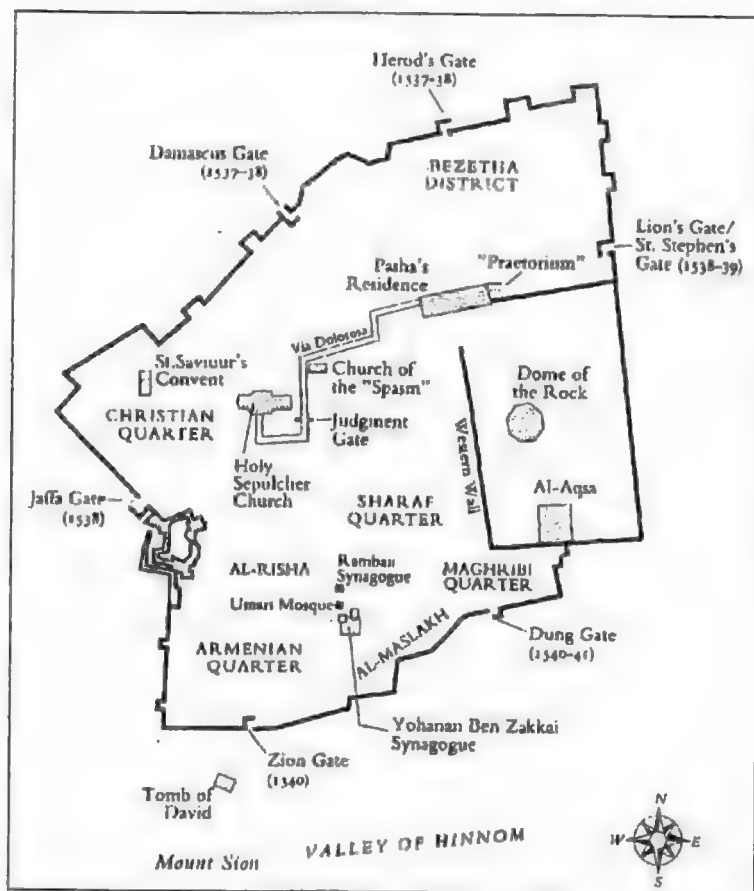 Herod's Gate
(1537-38)
Damascus Gate
(1537-38)
BEZETHA
DISTRICT
Lion's Gate/
St. Stephen's
Gate (1538-39)
Pasha's
Residence
"Praetorium"
Via Dolorosa
St. Saviour's
Convent
Church of
the "Spasm"
Dome of
the Rock
CHRISTIAN
QUARTER
Judgment
Gate
Western Wall
Holy
Sepulcher
Church
Jaffa Gate
(1538)
SHARAF
QUARTER
Al-Aqsa
AL-RISHA
Ramban
Synagogue
MAGHRIBI
QUARTER
Umari Mosque
ARMENIAN
QUARTER
AL-MASLAKH
Dung Gate
(1540-41)
Yohanan Ben Zakkai
Synagogue
Zion Gate
(1540)
Tomb of
David
VALLEY OF HINNOM
Mount Sion
N
W
E
S